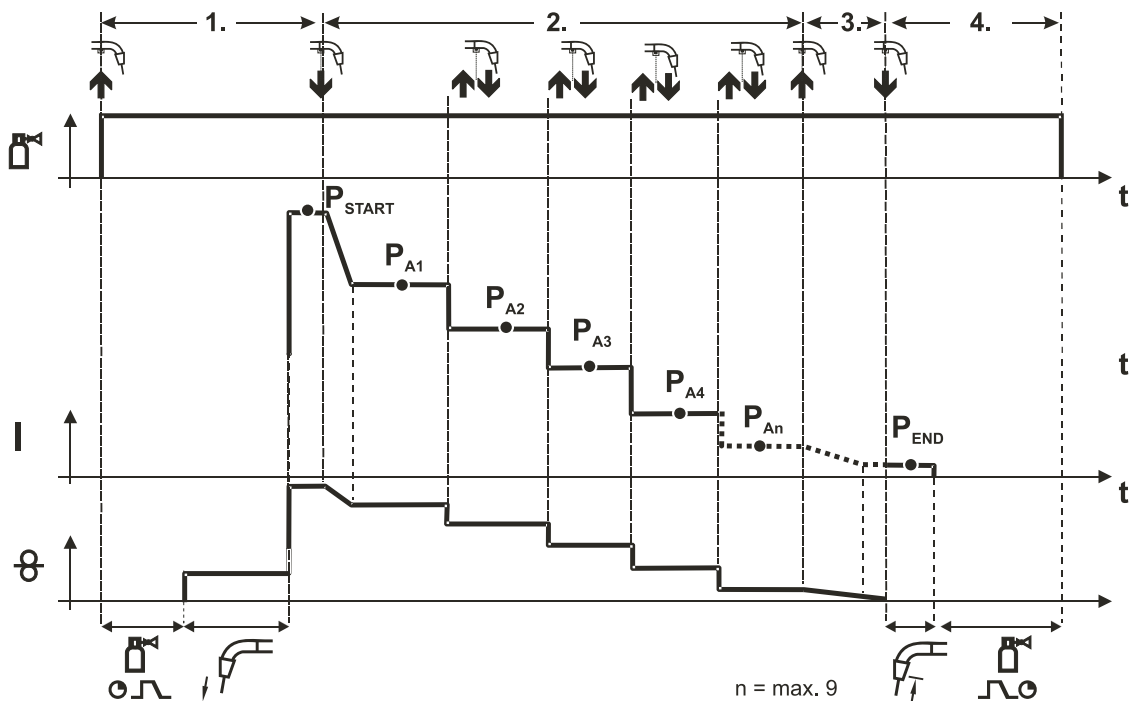 1. 2. 3. 4.
t
P START
P A1
P A2
P A3
t
P A4
P An
P END
I
t
n = max. 9